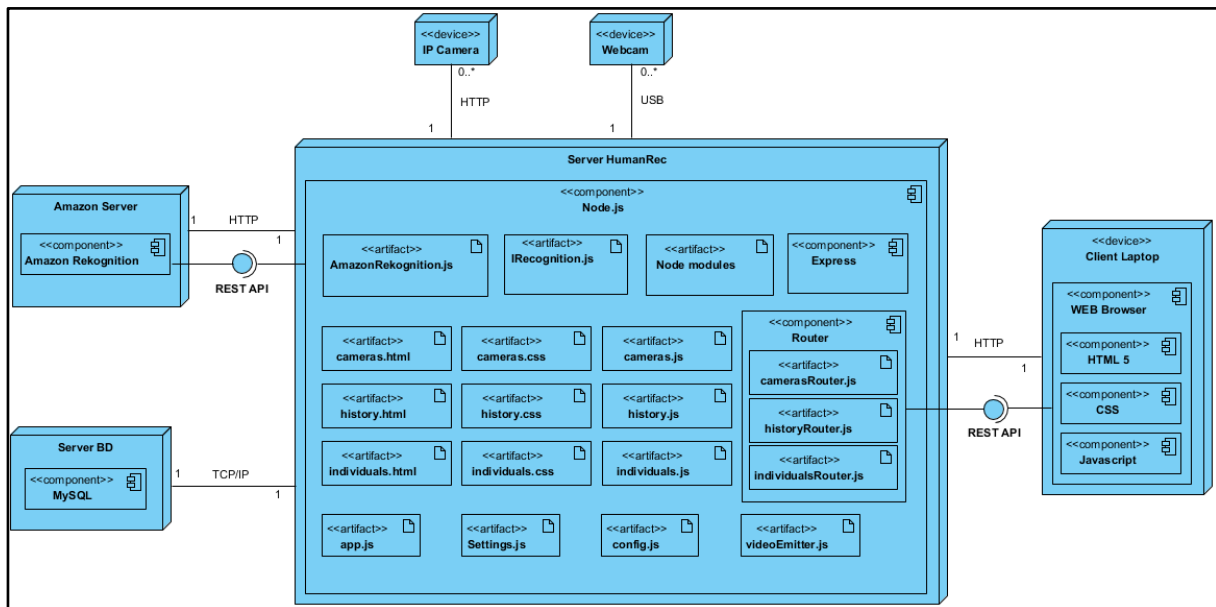 <<device>>
IP Camera
0..*
HTTP
1
<<device>>
Webcam
0..*
USB
1
Amazon Server
<<component>>
Amazon Rekognition
1
HTTP
1
REST API
Server BD
<<component>>
MySQL
1
TCP/IP
1
Server HumanRec
<<component>>
Node.js
<<artifact>>
AmazonRekognition.js
<<artifact>>
IRecognition.js
<<artifact>>
Node modules
<<component>>
Express
<<artifact>>
cameras.html
<<artifact>>
cameras.css
<<artifact>>
cameras.js
<<artifact>>
history.html
<<artifact>>
history.css
<<artifact>>
history.js
<<artifact>>
individuals.html
<<artifact>>
individuals.css
<<artifact>>
individuals.js
<<component>>
Router
<<artifact>>
camerasRouter.js
<<artifact>>
historyRouter.js
<<artifact>>
individualsRouter.js
<<artifact>>
app.js
<<artifact>>
Settings.js
<<artifact>>
config.js
<<artifact>>
videoEmitter.js
1
HTTP
1
REST API
<<device>>
Client Laptop
<<component>>
WEB Browser
<<component>>
HTML 5
<<component>>
CSS
<<component>>
Javascript